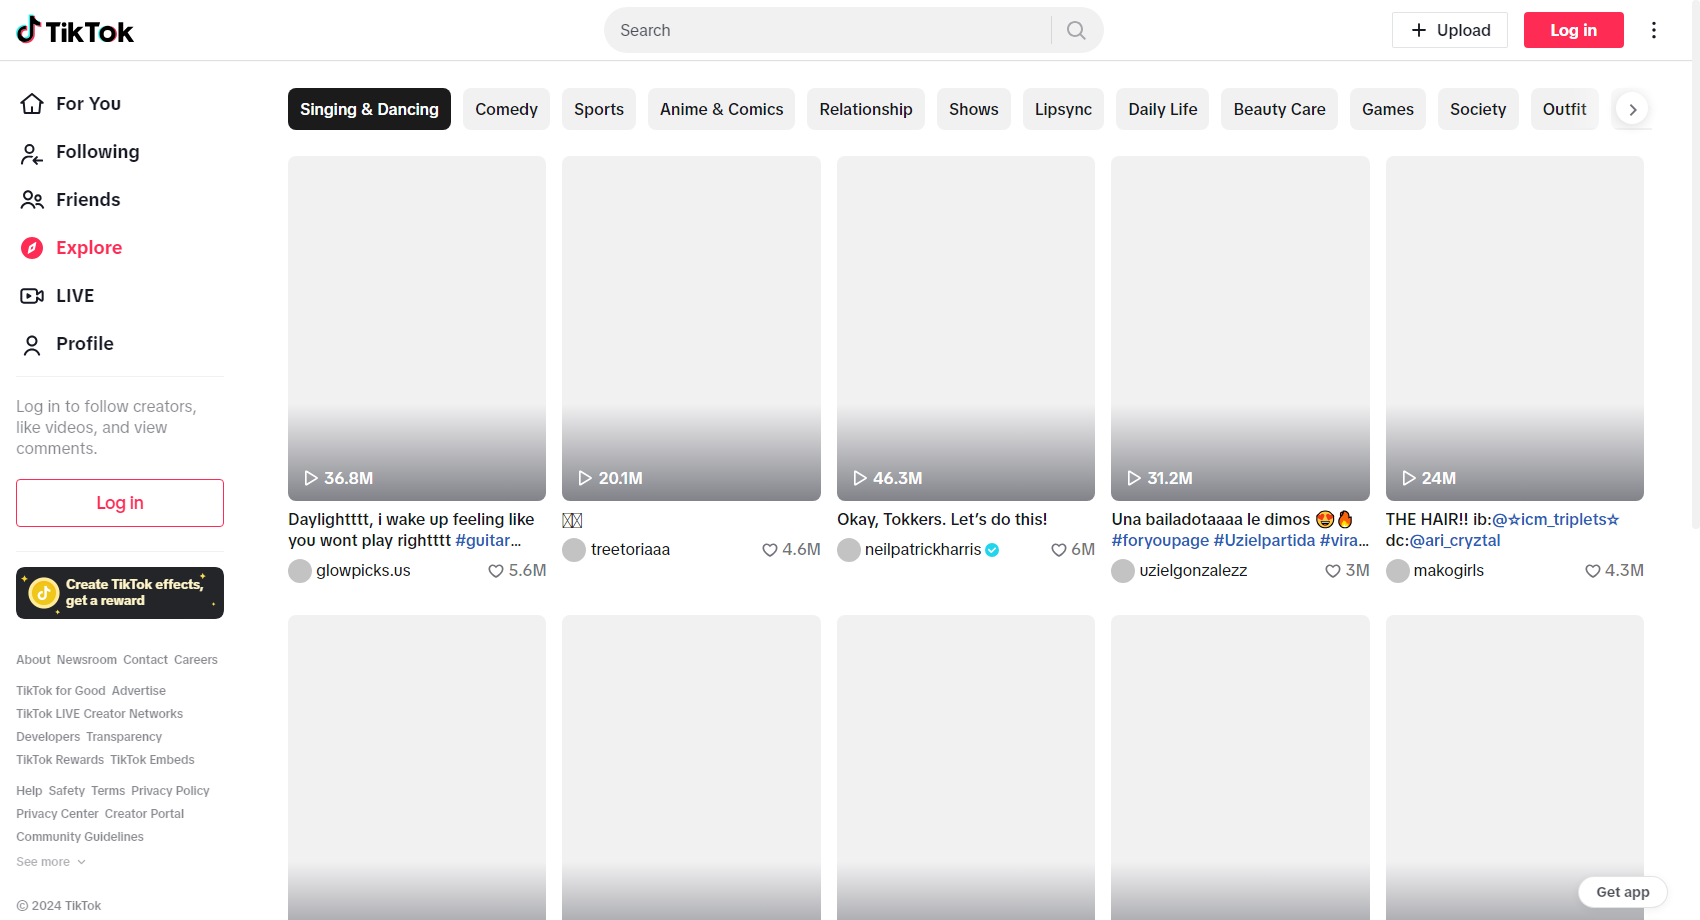 TikTok
Search
Upload
Log in
For You
Following
Friends
Explore
LIVE
Profile
Log in to follow creators,
like videos, and view
comments.
Log in
Create TikTok effects,
get a reward
About Newsroom Contact Careers
TikTok for Good Advertise
TikTok LIVE Creator Networks
Developers Transparency
TikTok Rewards TikTok Embeds
Help Safety Terms Privacy Policy
Privacy Center Creator Portal
Community Guidelines
See more
© 2024 TikTok
Singing & Dancing Comedy Sports Anime & Comics Relationship Shows Lipsync Daily Life Beauty Care Games Society Outfit
36.8M
Daylightttt, i wake up feeling like
you wont play rightttt #guitar...
glowpicks.us 5.6M
20.1M
treetoriaaa 4.6M
46.3M
Okay, Tokkers. Let’s do this!
neilpatrickharris 6M
31.2M
Una bailadotaaaa le dimos 😍🔥
#foryoupage #Uzielpartida #vira...
uzielgonzalezz 3M
24M
THE HAIR!! ib:@☆icm_triplets☆
dc:@ari_cryztal
makogirls 4.3M
Get app